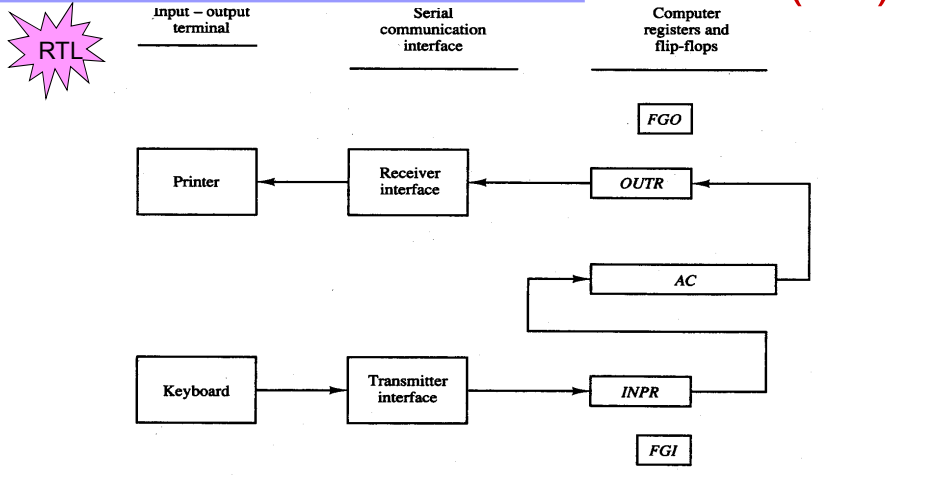 RTL
Input – output
terminal
Serial
communication
interface
Computer
registers and
flip-flops
FGO
Printer
Receiver
interface
OUTR
AC
Keyboard
Transmitter
interface
INPR
FGI